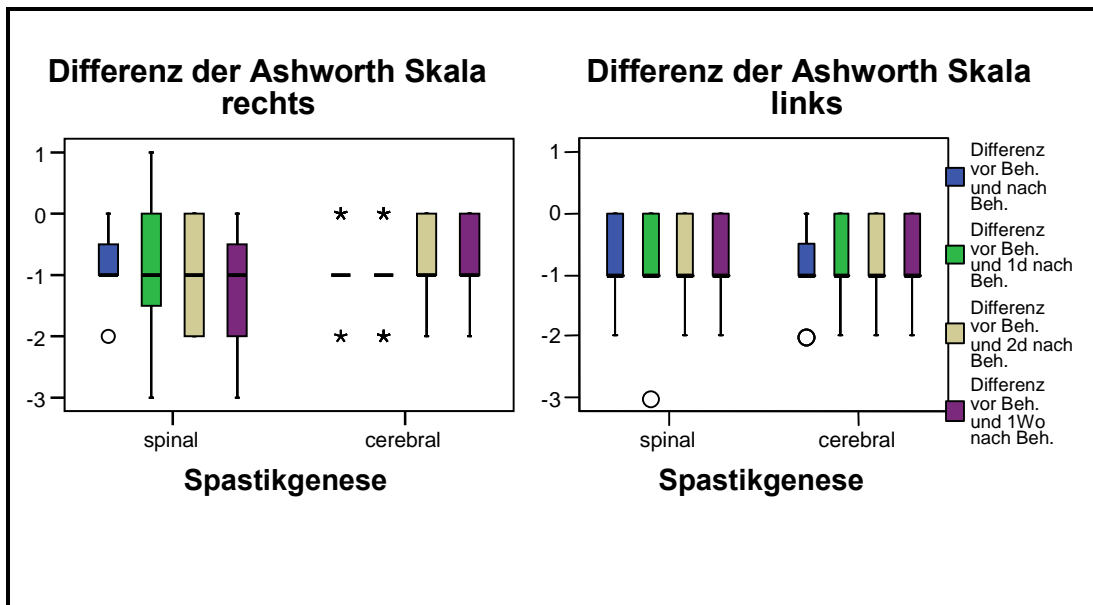 Differenz der Ashworth Skala
rechts
1
0
-1
-2
-3
spinal
cerebral
Spastikgenese
Differenz der Ashworth Skala
links
1
0
-1
-2
-3
spinal
cerebral
Spastikgenese
Differenz
vor Beh.
und nach
Beh.
Differenz
vor Beh.
und 1d nach
Beh.
Differenz
vor Beh.
und 2d nach
Beh.
Differenz
vor Beh.
und 1Wo
nach Beh.